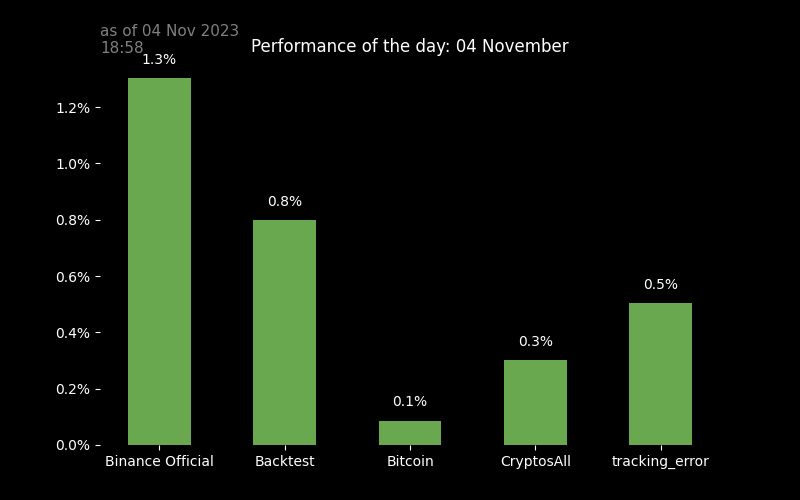 as of 04 Nov 2023
18:58
Performance of the day: 04 November
1.3%
1.2%
1.0%
0.8%
0.8%
0.6%
0.5%
0.4%
0.3%
0.2%
0.1%
0.0%
Binance Official
Backtest
Bitcoin
CryptosAll
tracking_error